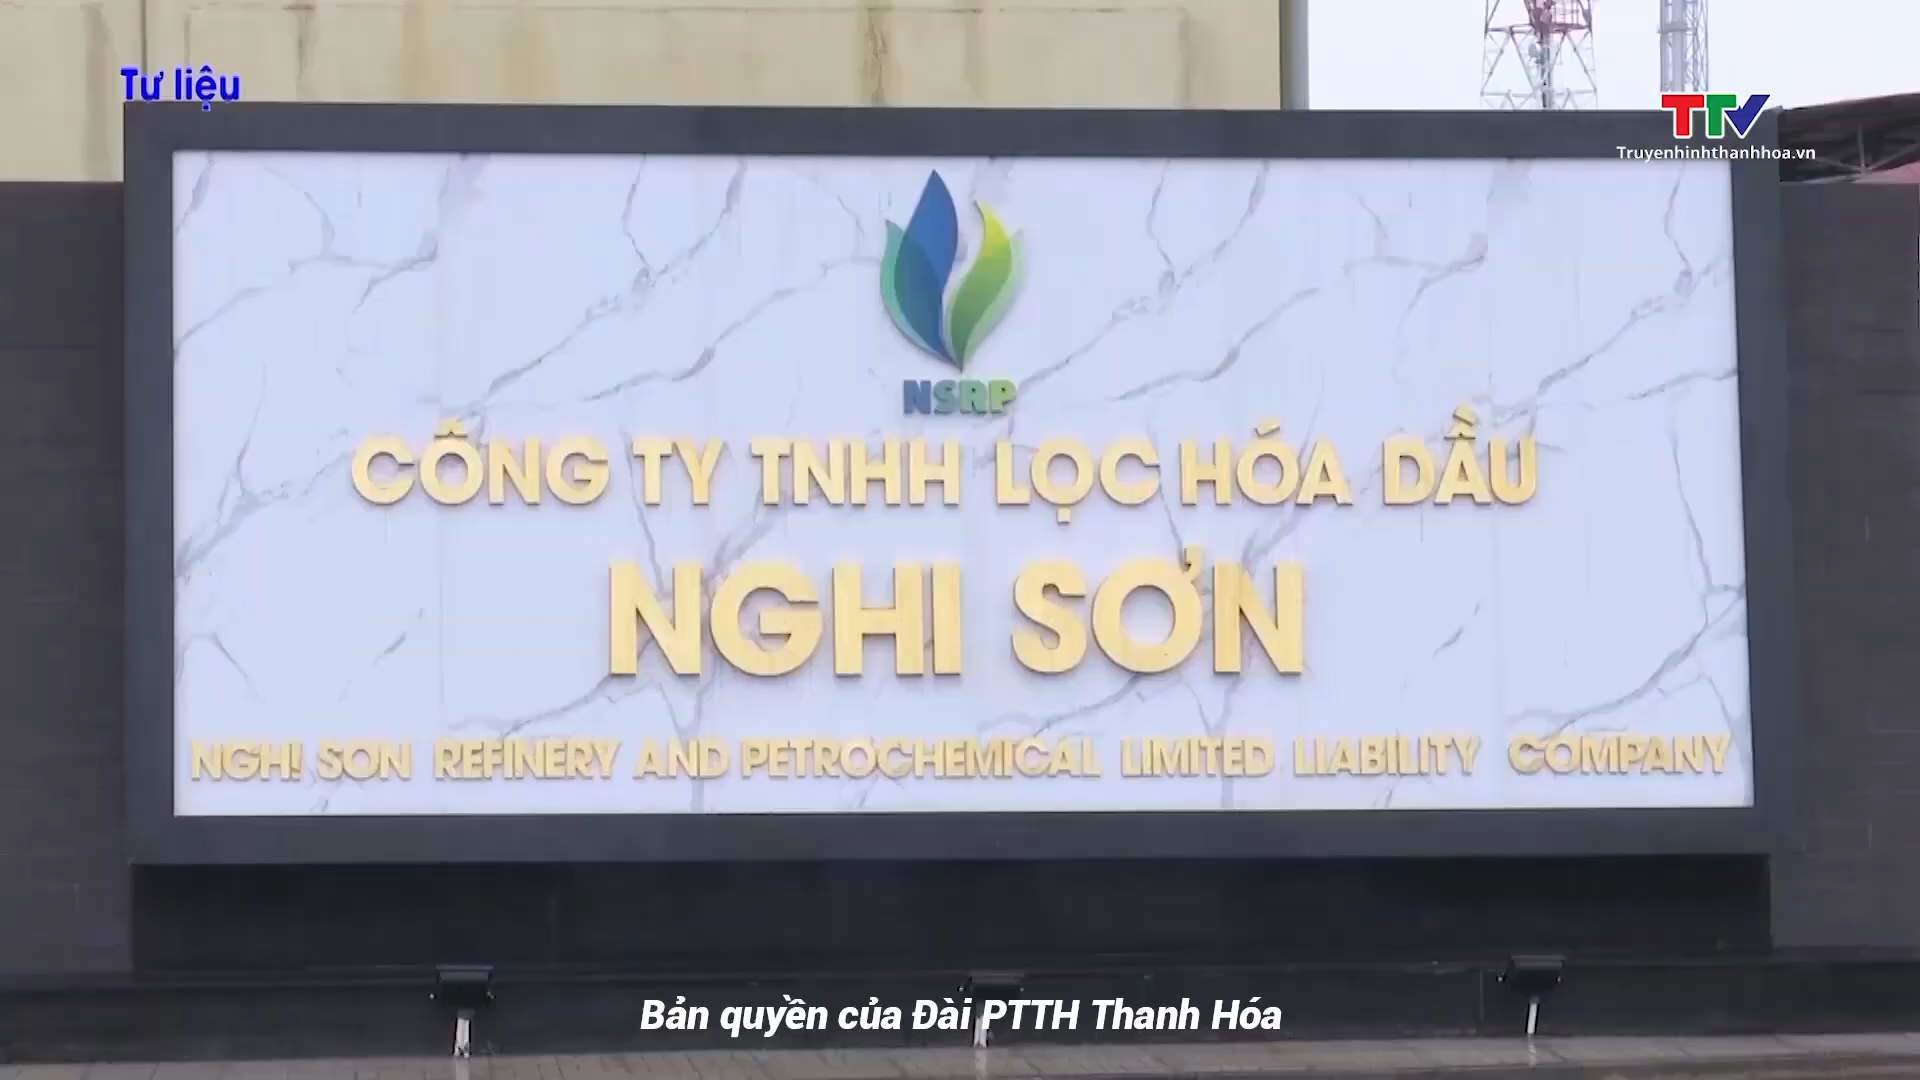 Tư liệu
TTV
Truyenhinhthanhhoa.vn
NSRP
CÔNG TY TNHH LỌC HÓA DẦU
NGHI SƠN
NGHI SON REFINERY AND PETROCHEMICAL LIMITED LIABILITY COMPANY
Bản quyền của Đài PTTH Thanh Hóa